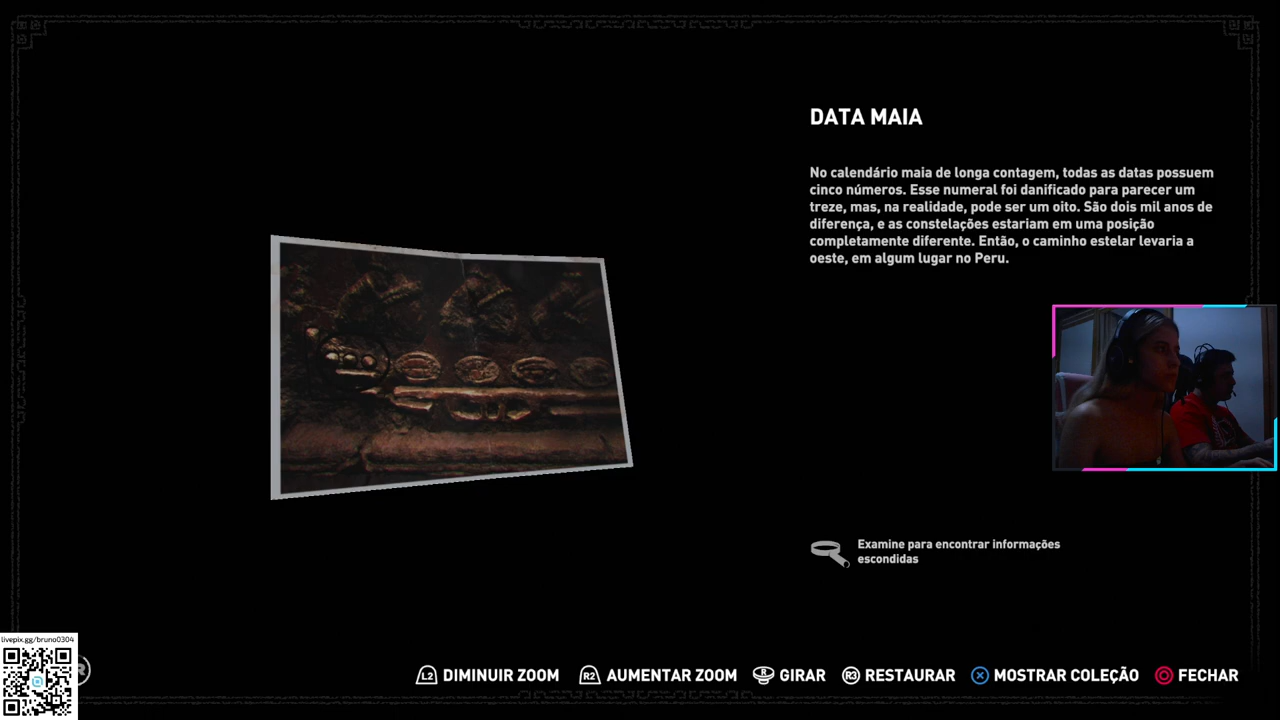 DATA MAIA
No calendário maia de longa contagem, todas as datas possuem
cinco números. Esse numeral foi danificado para parecer um
treze, mas, na realidade, pode ser um oito. São dois mil anos de
diferença, e as constelações estariam em uma posição
completamente diferente. Então, o caminho estelar levaria a
oeste, em algum lugar no Peru.
Examine para encontrar informações
escondidas
livepix.gg/bruno0304
L2 DIMINUIR ZOOM R2 AUMENTAR ZOOM R GIRAR R3 RESTAURAR MOSTRAR COLEÇÃO FECHAR